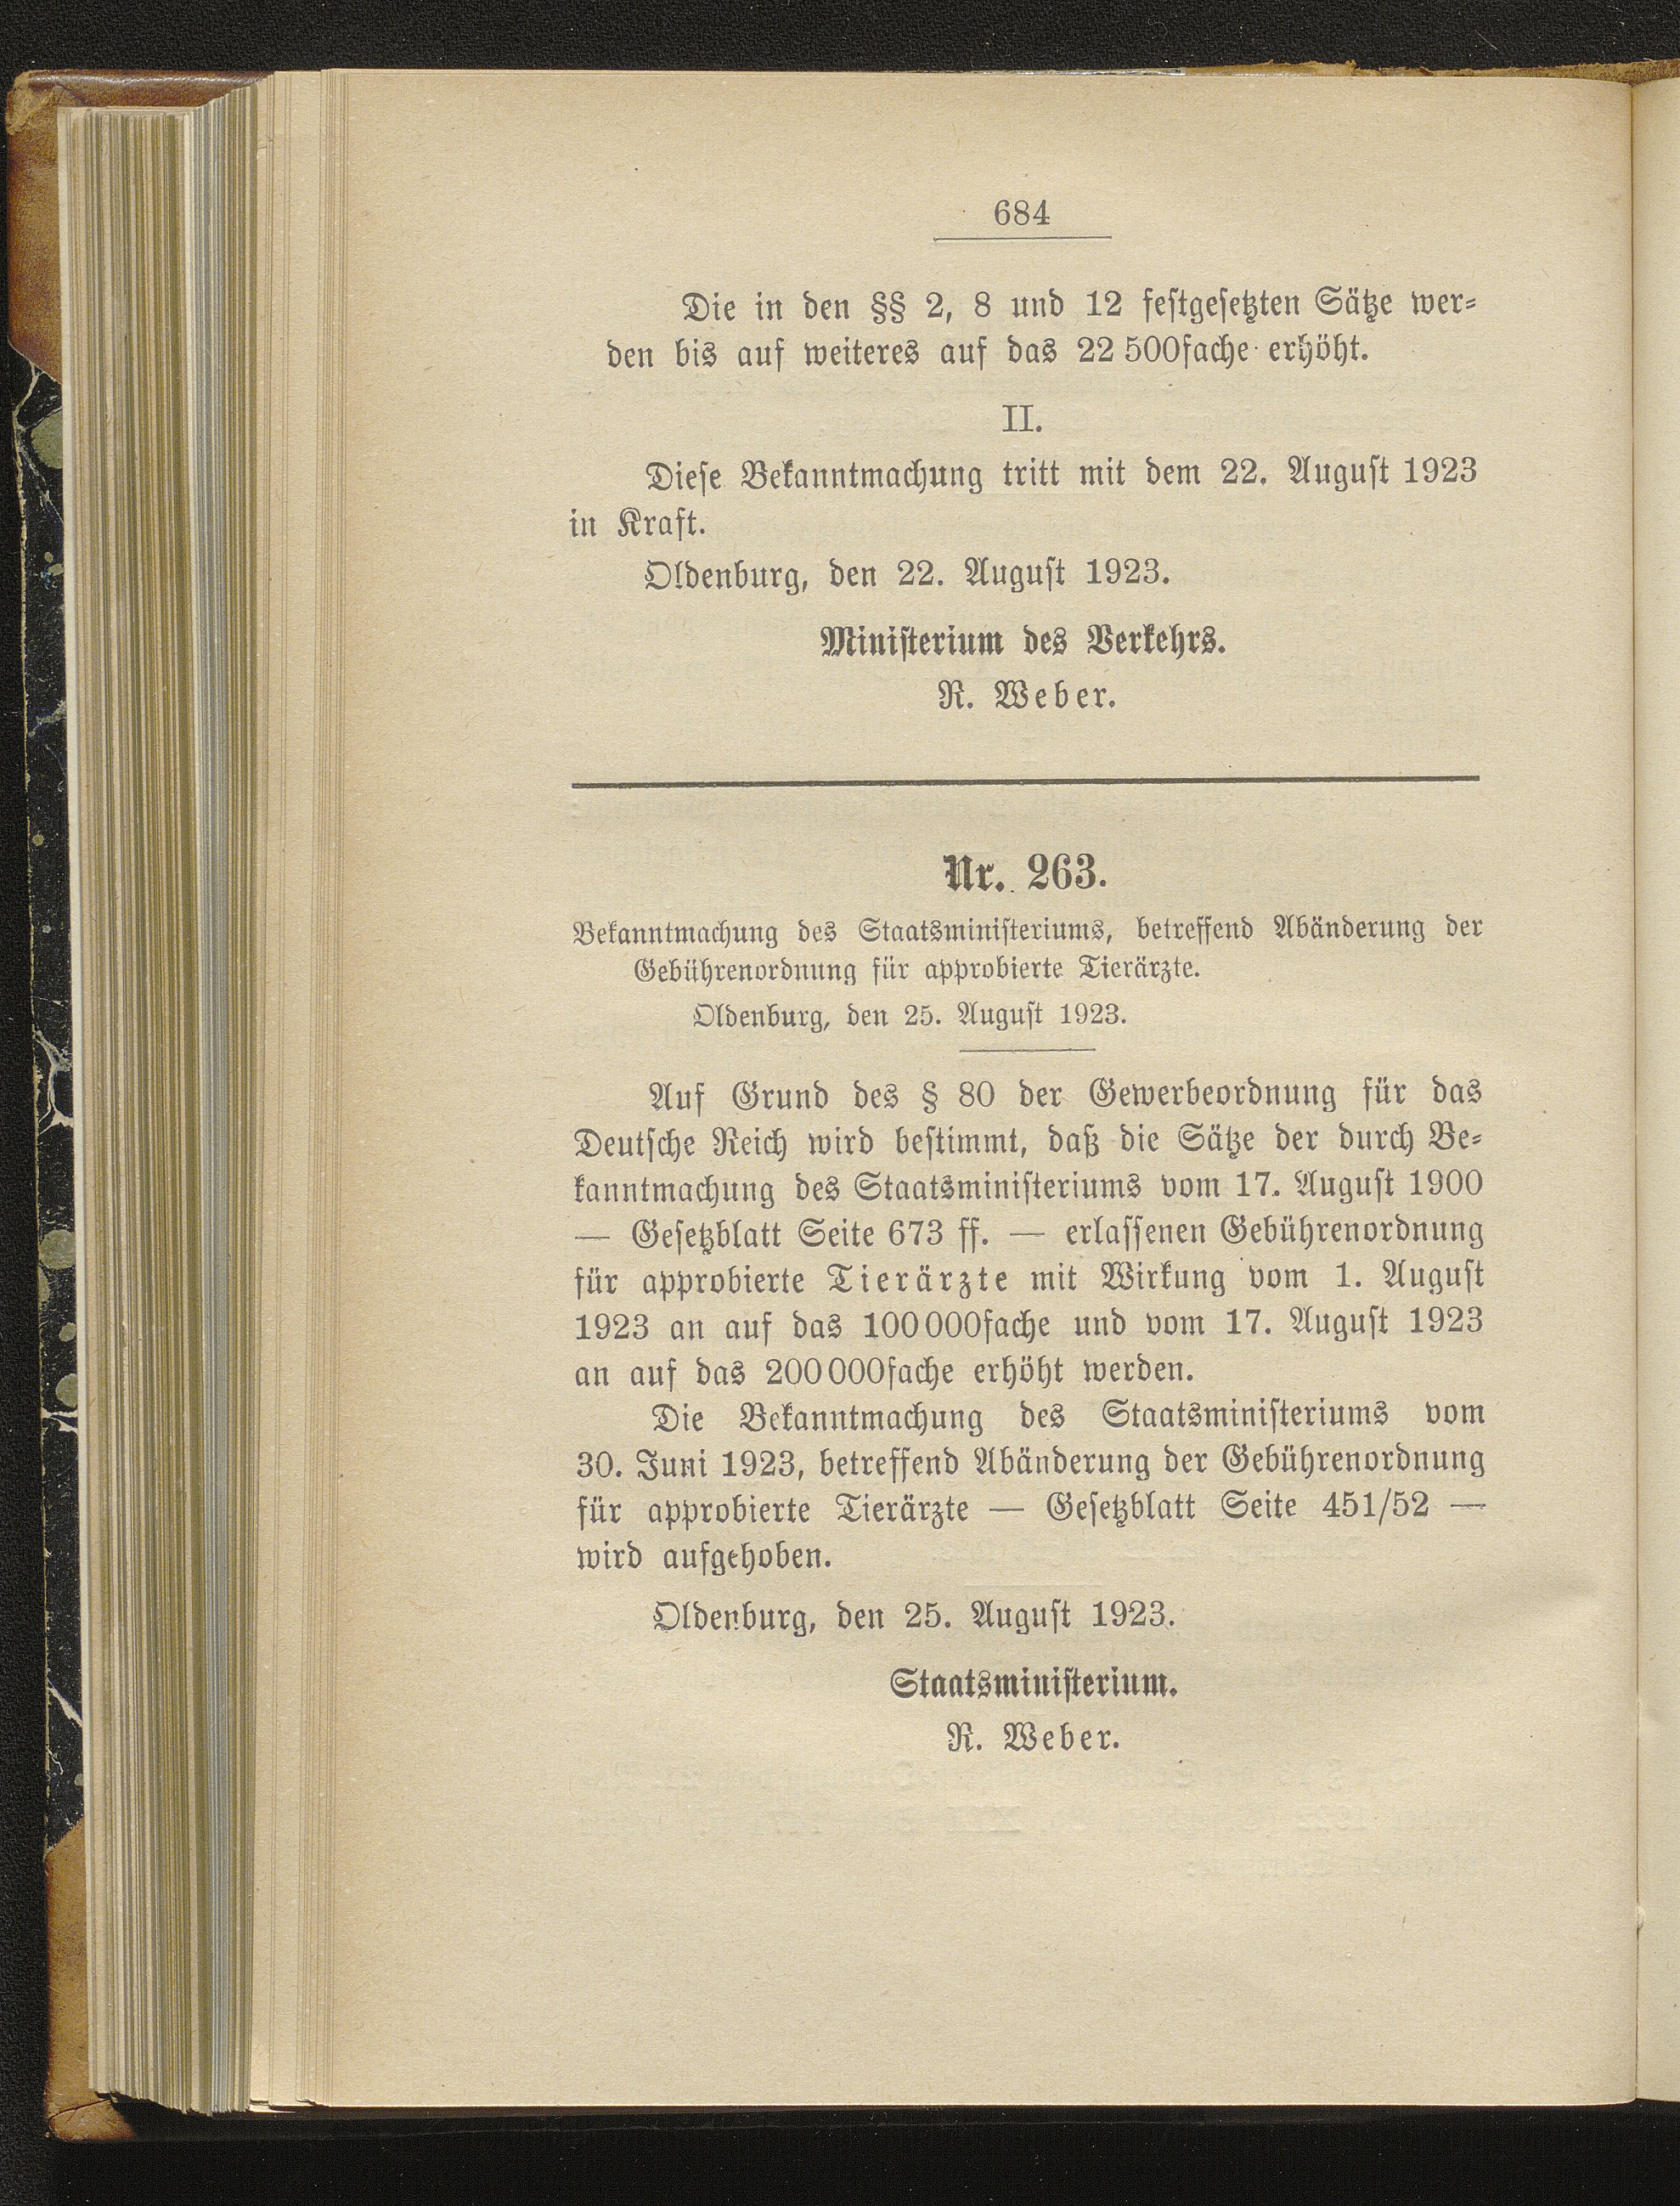 684
Die in den §§ 2, 8 und 12 festgesetzten Sätze wer-
den bis auf weiteres auf das 22 500fache erhöht.
II.
Diese Bekanntmachung tritt mit dem 22. August 1923
in Kraft.
Oldenburg, den 22. August 1923.
Ministerium des Verkehrs.
R. Weber.
Nr. 263.
Bekanntmachung des Staatsministeriums, betreffend Abänderung der
Gebührenordnung für approbierte Tierärzte.
Oldenburg, den 25. August 1923.
Auf Grund des § 80 der Gewerbeordnung für das
Deutsche Reich wird bestimmt, daß die Sätze der durch Be-
kanntmachung des Staatsministeriums vom 17. August 1900
— Gesetzblatt Seite 673 ff. — erlassenen Gebührenordnung
für approbierte Tierärzte mit Wirkung vom 1. August
1923 an auf das 100 000fache und vom 17. August 1923
an auf das 200 000fache erhöht werden.
Die Bekanntmachung des Staatsministeriums vom
30. Juni 1923, betreffend Abänderung der Gebührenordnung
für approbierte Tierärzte — Gesetzblatt Seite 451/52 —
wird aufgehoben.
Oldenburg, den 25. August 1923.
Staatsministerium.
R. Weber.